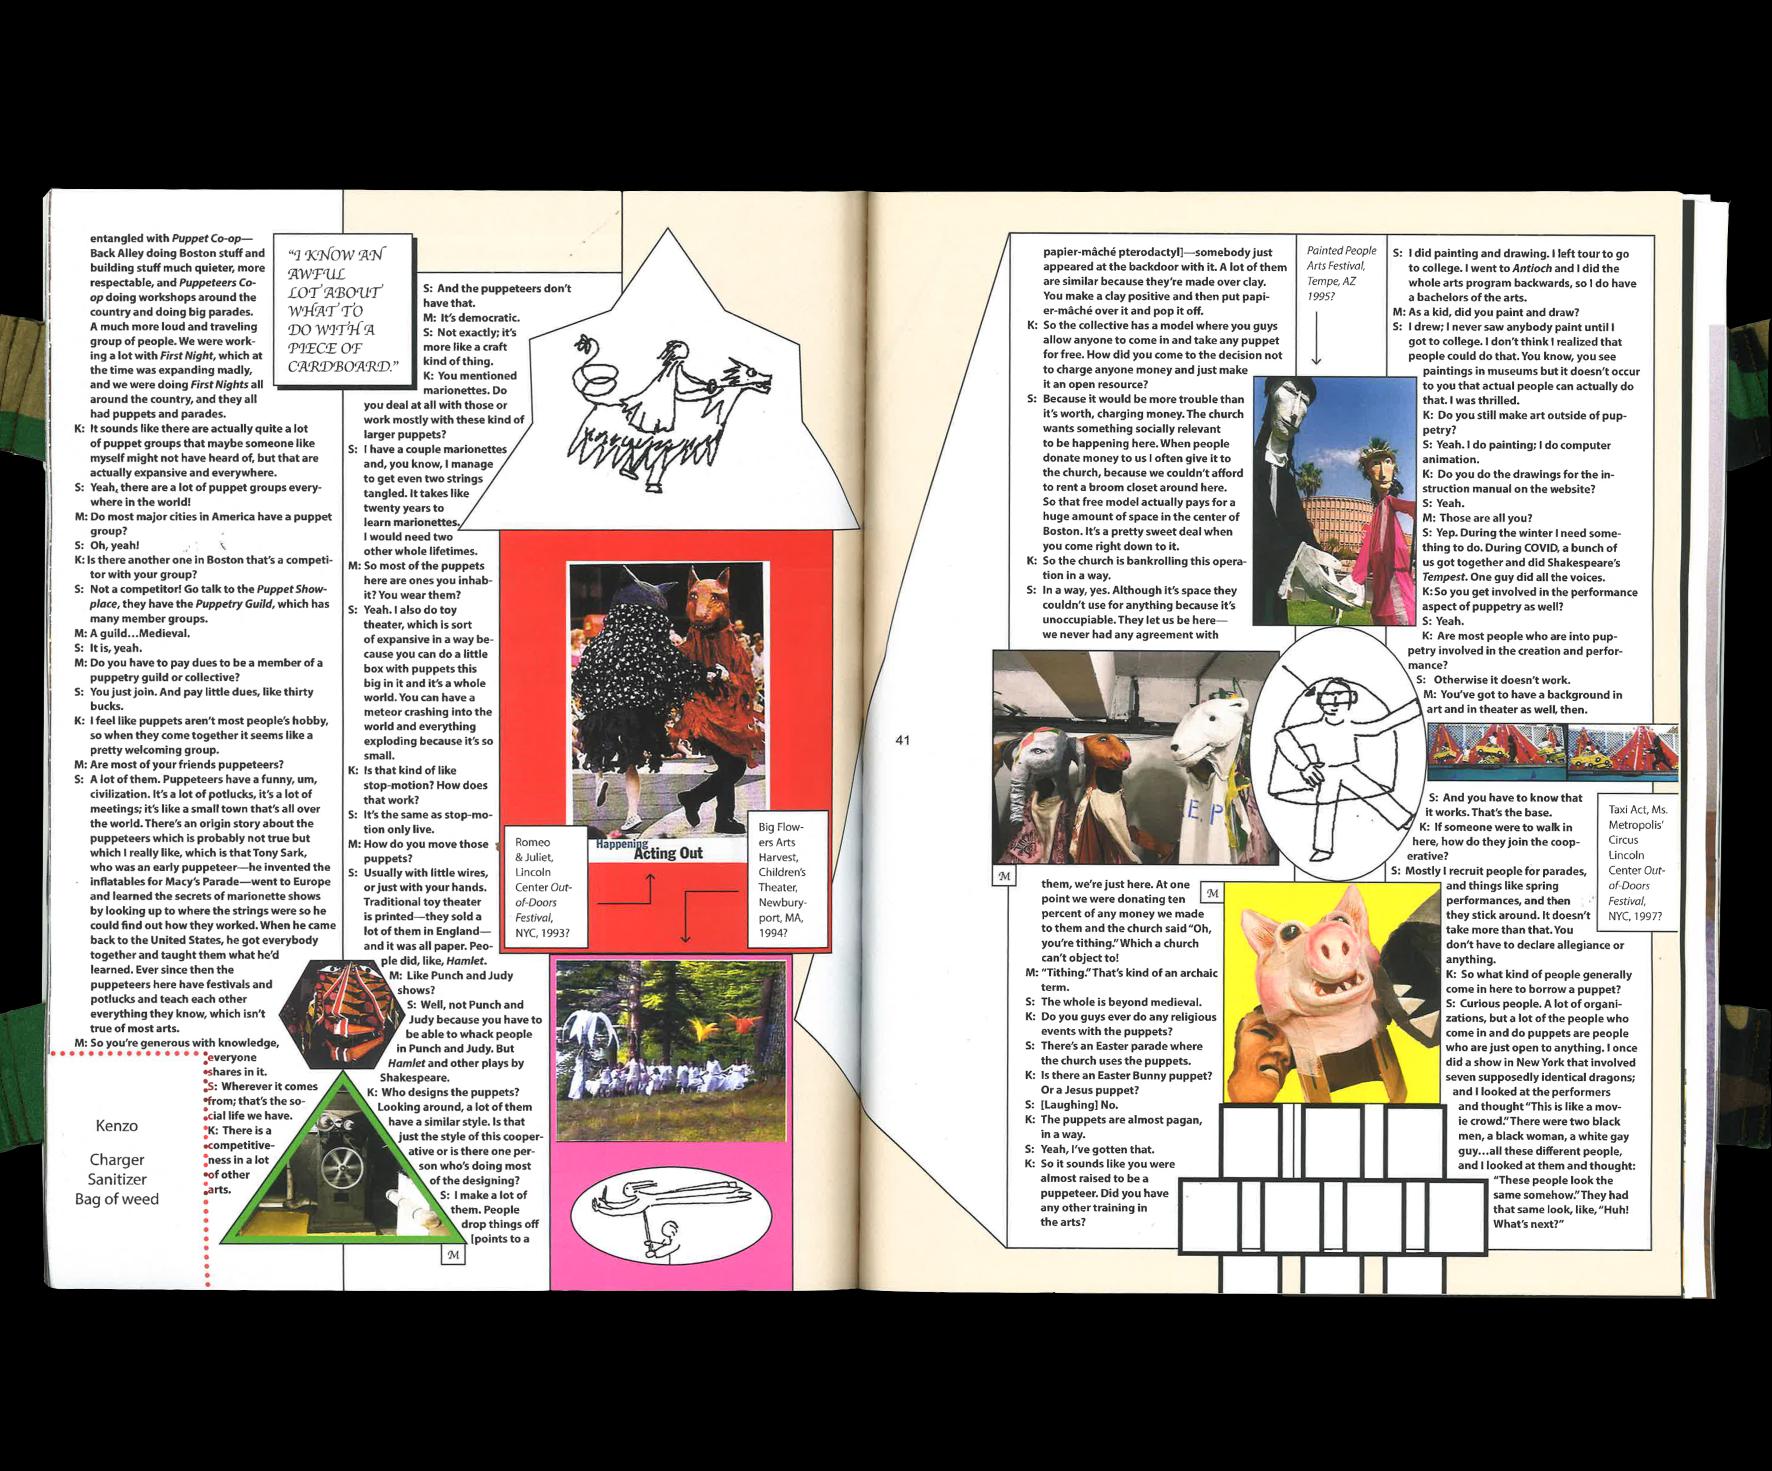 entangled with Puppet Co-op—
Back Alley doing Boston stuff and
building stuff much quieter, more
respectable, and Puppeteers Co-
op doing workshops around the
country and doing big parades.
A much more loud and traveling
group of people. We were work-
ing a lot with First Night, which at
the time was expanding madly,
and we were doing First Nights all
around the country, and they all
had puppets and parades.
K: It sounds like there are actually quite a lot
of puppet groups that maybe someone like
myself might not have heard of, but that are
actually expansive and everywhere.
S: Yeah, there are a lot of puppet groups every-
where in the world!
M: Do most major cities in America have a puppet
group?
S: Oh, yeah!
K: Is there another one in Boston that's a competi-
tor with your group?
S: Not a competitor! Go talk to the Puppet Show-
place, they have the Puppetry Guild, which has
many member groups.
M: A guild...Medieval.
S: It is, yeah.
M: Do you have to pay dues to be a member of a
puppetry guild or collective?
S: You just join. And pay little dues, like thirty
bucks.
K: I feel like puppets aren't most people's hobby,
so when they come together it seems like a
pretty welcoming group.
M: Are most of your friends puppeteers?
S: A lot of them. Puppeteers have a funny, um,
civilization. It's a lot of potlucks, it's a lot of
meetings; it's like a small town that's all over
the world. There's an origin story about the
puppeteers which is probably not true but
which I really like, which is that Tony Sark,
who was an early puppeteer—he invented the
inflatables for Macy's Parade—went to Europe
and learned the secrets of marionette shows
by looking up to where the strings were so he
could find out how they worked. When he came
back to the United States, he got everybody
together and taught them what he'd
learned. Ever since then the
puppeteers here have festivals and
potlucks and teach each other
everything they know, which isn't
true of most arts.
M: So you're generous with knowledge,
everyone
shares in it.
S: Wherever it comes
from; that's the so-
cial life we have.
K: There is a
competitive-
ness in a lot
of other
arts.
Kenzo
Charger
Sanitizer
Bag of weed
"I KNOW AN
AWFUL
LOT ABOUT
WHAT TO
DO WITH A
PIECE OF
CARDBOARD."
S: And the puppeteers don't
have that.
M: It's democratic.
S: Not exactly; it's
more like a craft
kind of thing.
K: You mentioned
marionettes. Do
you deal at all with those or
work mostly with these kind of
larger puppets?
S: I have a couple marionettes
and, you know, I manage
to get even two strings
tangled. It takes like
twenty years to
learn marionettes.
I would need two
other whole lifetimes.
M: So most of the puppets
here are ones you inhab-
it? You wear them?
S: Yeah. I also do toy
theater, which is sort
of expansive in a way be-
cause you can do a little
box with puppets this
big in it and it's a whole
world. You can have a
meteor crashing into the
world and everything
exploding because it's so
small.
K: Is that kind of like
stop-motion? How does
that work?
S: It's the same as stop-mo-
tion only live.
M: How do you move those
puppets?
S: Usually with little wires,
or just with your hands.
Traditional toy theater
is printed—they sold a
lot of them in England—
and it was all paper. Peo-
ple did, like, Hamlet.
M: Like Punch and Judy
shows?
S: Well, not Punch and
Judy because you have to
be able to whack people
in Punch and Judy. But
Hamlet and other plays by
Shakespeare.
K: Who designs the puppets?
Looking around, a lot of them
have a similar style. Is that
just the style of this cooper-
ative or is there one per-
son who's doing most
of the designing?
S: I make a lot of
them. People
drop things off
[points to a
M
Happening
Acting Out
Romeo
& Juliet,
Lincoln
Center Out-
of-Doors
Festival,
NYC, 1993?
Big Flow-
ers Arts
Harvest,
Children's
Theater,
Newbury-
port, MA,
1994?
41
papier-mâché pterodactyl]—somebody just
appeared at the backdoor with it. A lot of them
are similar because they're made over clay.
You make a clay positive and then put papi-
er-mâché over it and pop it off.
K: So the collective has a model where you guys
allow anyone to come in and take any puppet
for free. How did you come to the decision not
to charge anyone money and just make
it an open resource?
S: Because it would be more trouble than
it's worth, charging money. The church
wants something socially relevant
to be happening here. When people
donate money to us I often give it to
the church, because we couldn't afford
to rent a broom closet around here.
So that free model actually pays for a
huge amount of space in the center of
Boston. It's a pretty sweet deal when
you come right down to it.
K: So the church is bankrolling this opera-
tion in a way.
S: In a way, yes. Although it's space they
couldn't use for anything because it's
unoccupiable. They let us be here—
we never had any agreement with
E.P
M
them, we're just here. At one
point we were donating ten
percent of any money we made
to them and the church said "Oh,
you're tithing." Which a church
can't object to!
M: "Tithing." That's kind of an archaic
term.
S: The whole is beyond medieval.
K: Do you guys ever do any religious
events with the puppets?
S: There's an Easter parade where
the church uses the puppets.
K: Is there an Easter Bunny puppet?
Or a Jesus puppet?
S: [Laughing] No.
K: The puppets are almost pagan,
in a way.
S: Yeah, I've gotten that.
K: So it sounds like you were
almost raised to be a
puppeteer. Did you have
any other training in
the arts?
M
Painted People
Arts Festival,
Tempe, AZ
1995?
S: I did painting and drawing. I left tour to go
to college. I went to Antioch and I did the
whole arts program backwards, so I do have
a bachelors of the arts.
M: As a kid, did you paint and draw?
S: I drew; I never saw anybody paint until I
got to college. I don't think I realized that
people could do that. You know, you see
paintings in museums but it doesn't occur
to you that actual people can actually do
that. I was thrilled.
K: Do you still make art outside of pup-
petry?
S: Yeah. I do painting; I do computer
animation.
K: Do you do the drawings for the in-
struction manual on the website?
S: Yeah.
M: Those are all you?
S: Yep. During the winter I need some-
thing to do. During COVID, a bunch of
us got together and did Shakespeare's
Tempest. One guy did all the voices.
K: So you get involved in the performance
aspect of puppetry as well?
S: Yeah.
K: Are most people who are into pup-
petry involved in the creation and perfor-
mance?
S: Otherwise it doesn't work.
M: You've got to have a background in
art and in theater as well, then.
S: And you have to know that
it works. That's the base.
K: If someone were to walk in
here, how do they join the coop-
erative?
S: Mostly I recruit people for parades,
and things like spring
performances, and then
they stick around. It doesn't
take more than that. You
don't have to declare allegiance or
anything.
K: So what kind of people generally
come in here to borrow a puppet?
S: Curious people. A lot of organi-
zations, but a lot of the people who
come in and do puppets are people
who are just open to anything. I once
did a show in New York that involved
seven supposedly identical dragons;
and I looked at the performers
and thought "This is like a mov-
ie crowd." There were two black
men, a black woman, a white gay
guy...all these different people,
and I looked at them and thought:
"These people look the
same somehow." They had
that same look, like, "Huh!
What's next?"
Taxi Act, Ms.
Metropolis'
Circus
Lincoln
Center Out-
of-Doors
Festival,
NYC, 1997?